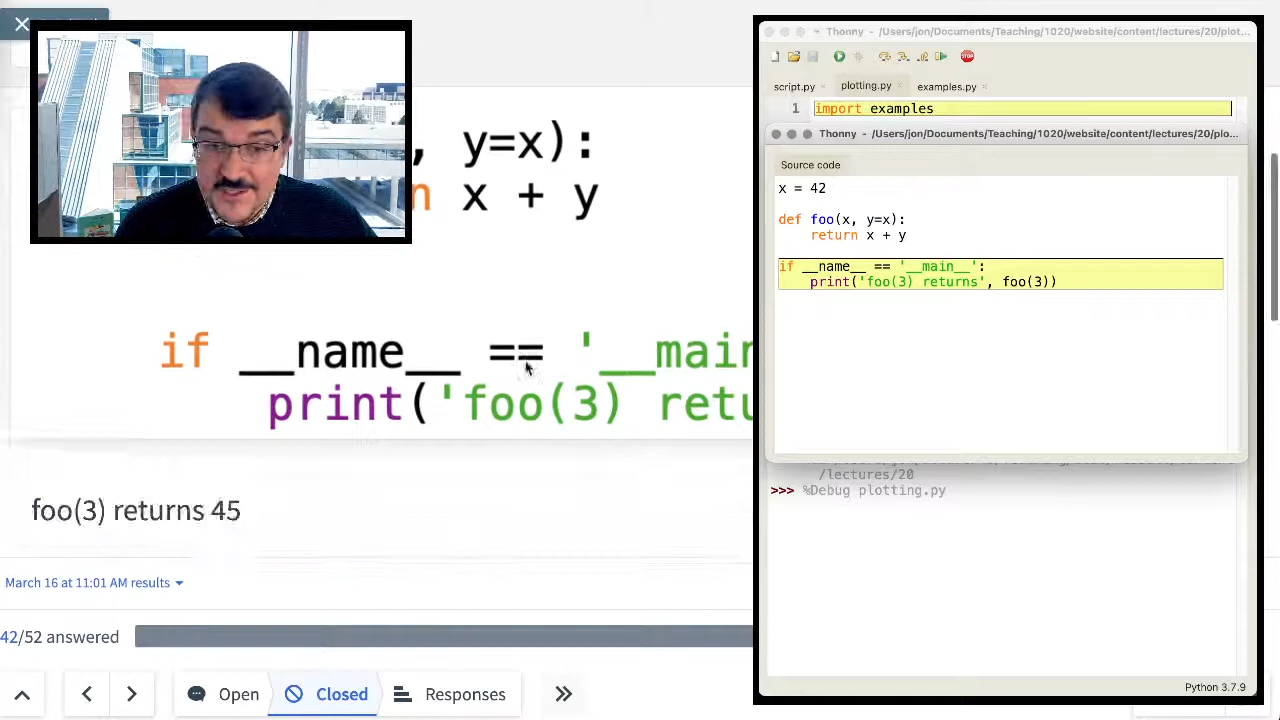 , y=x):
n x + y
if __name__ == '__main
print('foo(3) retu
foo(3) returns 45
March 16 at 11:01 AM results
42/52 answered
Open
Closed
Responses
Thonny - /Users/jon/Documents/Teaching/1020/website/content/lectures/20/plot...
script.py
plotting.py
examples.py
1 import examples
Thonny - /Users/jon/Documents/Teaching/1020/website/content/lectures/20/plo...
Source code
x = 42
def foo(x, y=x):
return x + y
if __name__ == '__main__':
print('foo(3) returns', foo(3))
/lectures/20
>>> %Debug plotting.py
Python 3.7.9